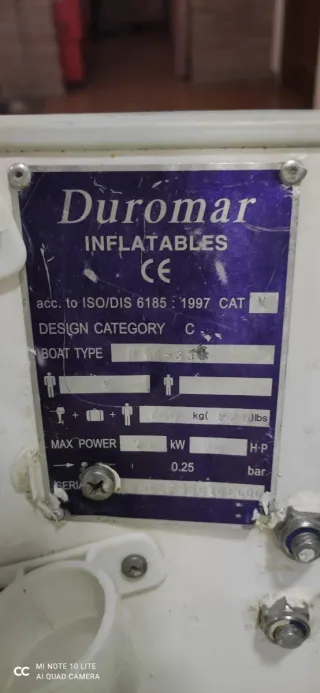 Duromar
INFLATABLES
CE
acc. to ISO/DIS 6185 : 1997 CAT
DESIGN CATEGORY C
BOAT TYPE
+ + kg( )lbs
MAX POWER kW H·P
0.25 bar
SERIA
MI NOTE 10 LITE
AI QUAD CAMERA